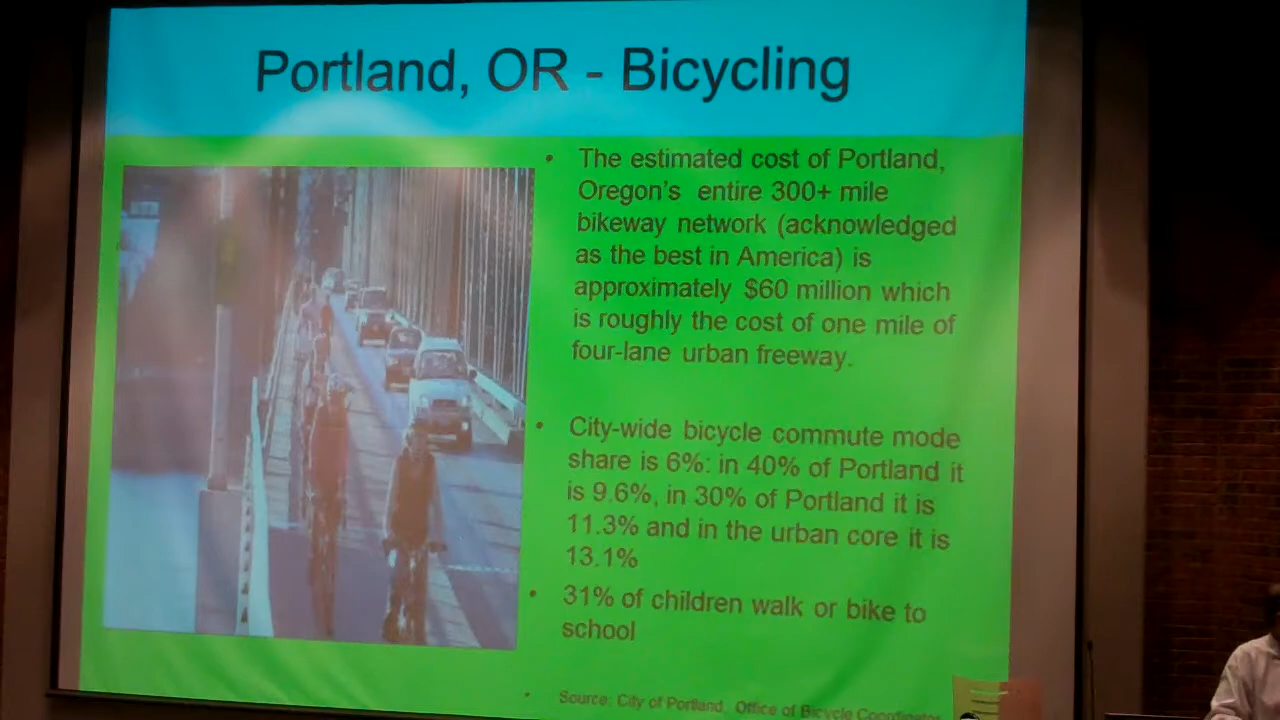 Portland, OR - Bicycling
• The estimated cost of Portland,
Oregon's entire 300+ mile
bikeway network (acknowledged
as the best in America) is
approximately $60 million which
is roughly the cost of one mile of
four-lane urban freeway.
• City-wide bicycle commute mode
share is 6%: in 40% of Portland it
is 9.6%, in 30% of Portland it is
11.3% and in the urban core it is
13.1%
• 31% of children walk or bike to
school
• Source: City of Portland, Office of Bicycle Coordinator